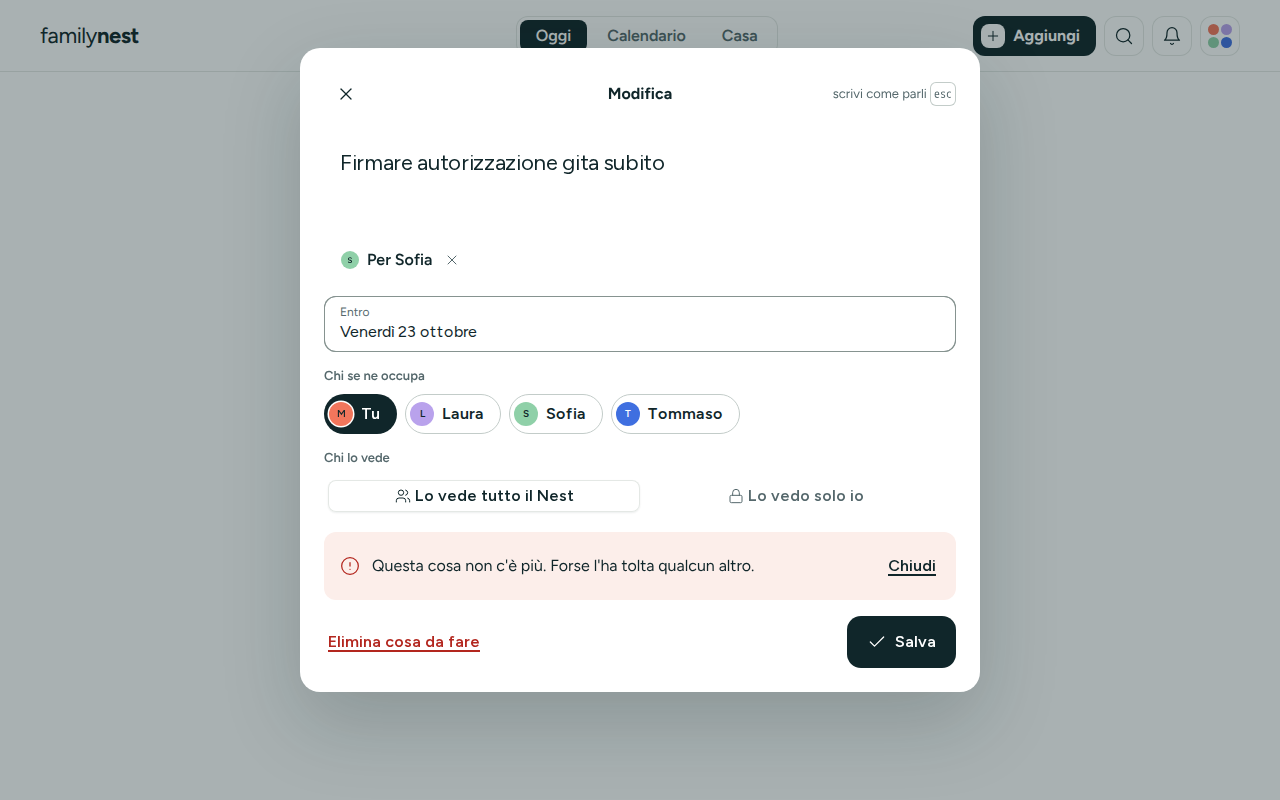 familynest
Oggi Calendario Casa
Aggiungi
Modifica
scrivi come parli esc
Firmare autorizzazione gita subito
S Per Sofia
Entro
Venerdì 23 ottobre
Chi se ne occupa
M Tu L Laura S Sofia T Tommaso
Chi lo vede
Lo vede tutto il Nest Lo vedo solo io
Questa cosa non c'è più. Forse l'ha tolta qualcun altro. Chiudi
Elimina cosa da fare Salva